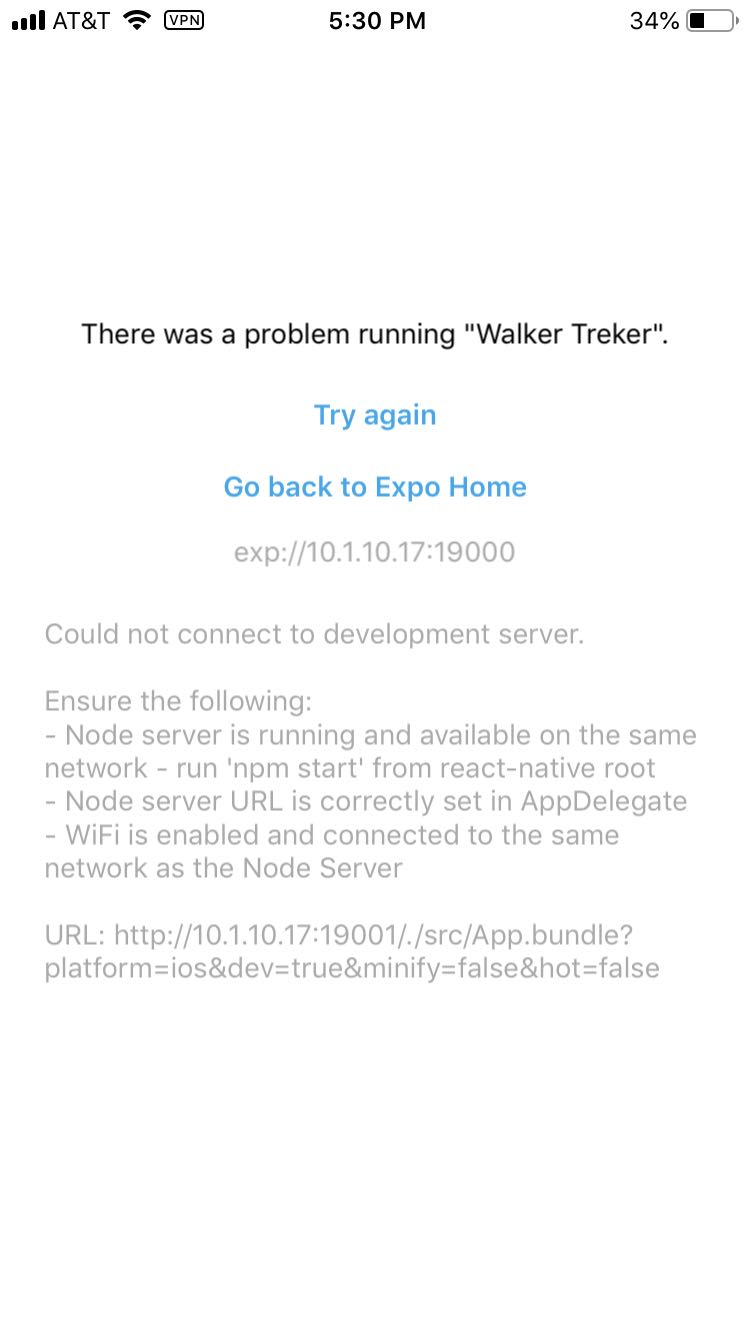 AT&T VPN 5:30 PM 34%
There was a problem running "Walker Treker".
Try again
Go back to Expo Home
exp://10.1.10.17:19000
Could not connect to development server.
Ensure the following:
- Node server is running and available on the same
network - run 'npm start' from react-native root
- Node server URL is correctly set in AppDelegate
- WiFi is enabled and connected to the same
network as the Node Server
URL: http://10.1.10.17:19001/./src/App.bundle?
platform=ios&dev=true&minify=false&hot=false